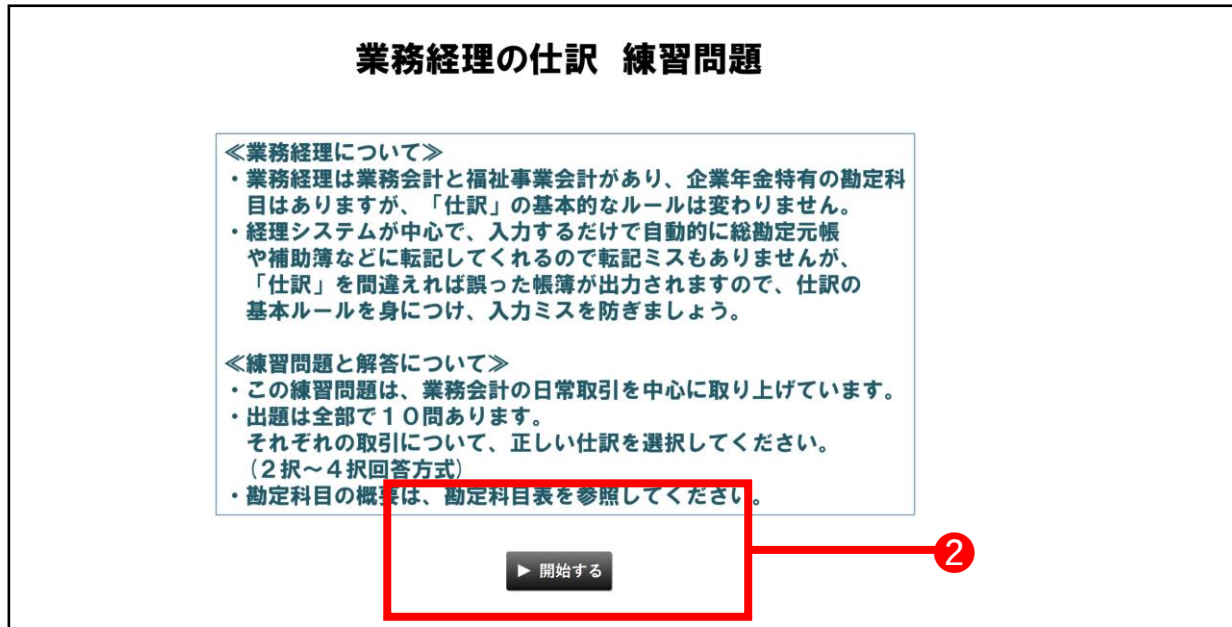 業務経理の仕訳 練習問題
≪業務経理について≫
・業務経理は業務会計と福祉事業会計があり、企業年金特有の勘定科
目はありますが、「仕訳」の基本的なルールは変わりません。
・経理システムが中心で、入力するだけで自動的に総勘定元帳
や補助簿などに転記してくれるので転記ミスもありませんが、
「仕訳」を間違えれば誤った帳簿が出力されますので、仕訳の
基本ルールを身につけ、入力ミスを防ぎましょう。
≪練習問題と解答について≫
・この練習問題は、業務会計の日常取引を中心に取り上げています。
・出題は全部で１０問あります。
それぞれの取引について、正しい仕訳を選択してください。
(２択～４択回答方式)
・勘定科目の概要は、勘定科目表を参照してください。
▶ 開始する
2